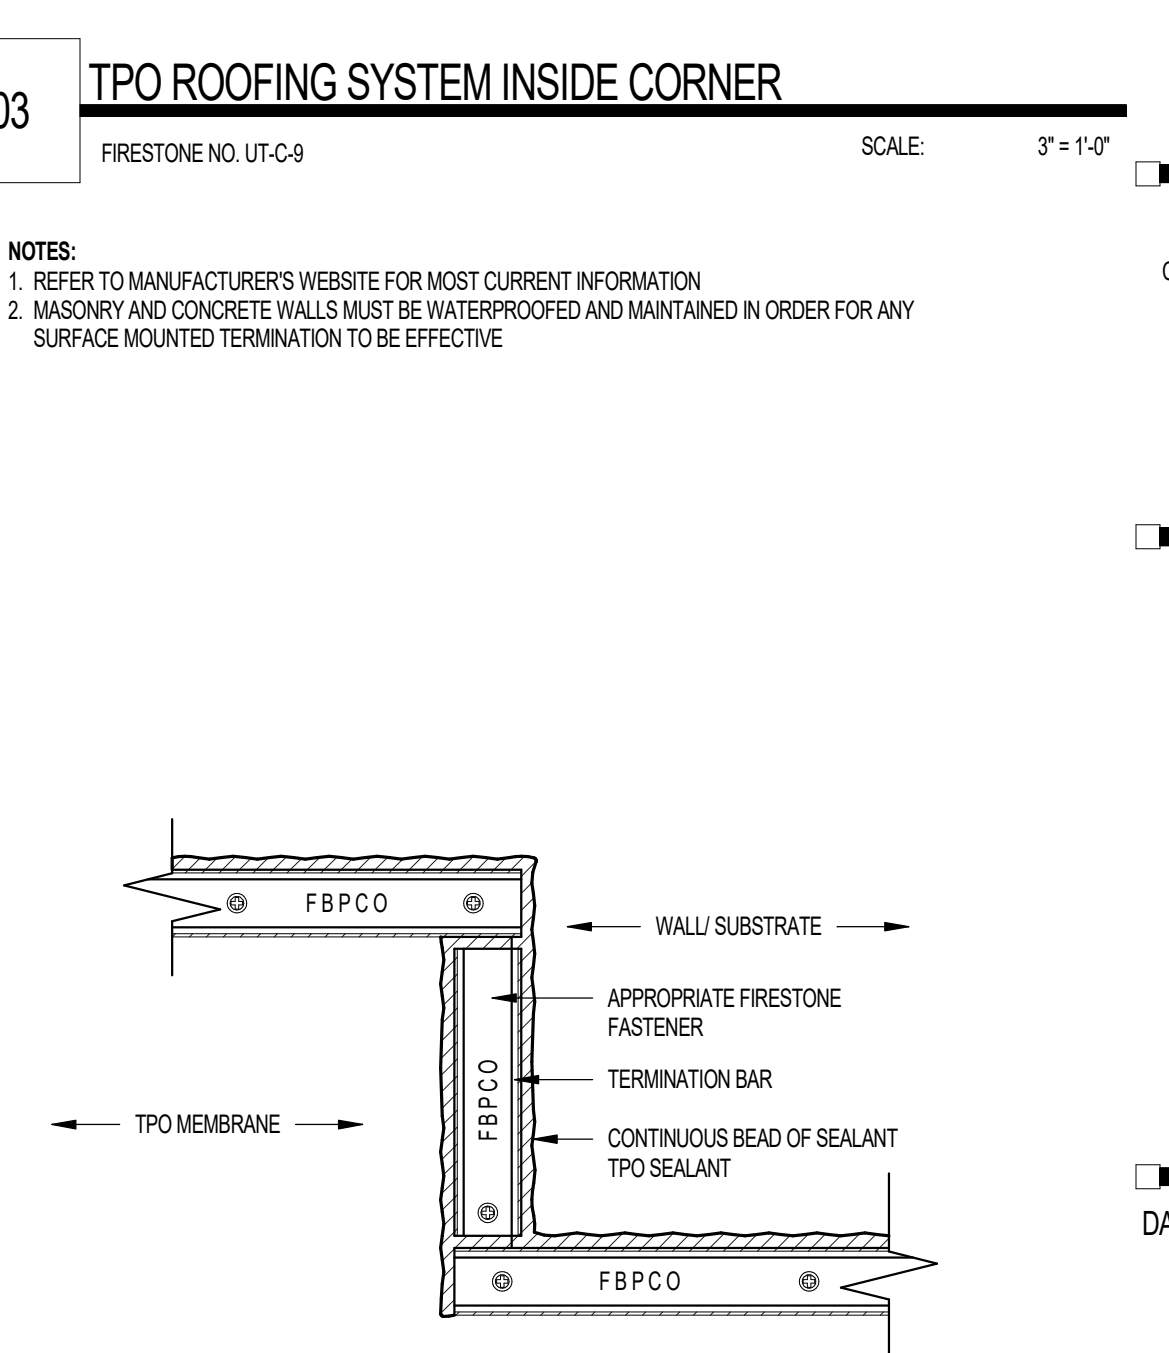 03
TPO ROOFING SYSTEM INSIDE CORNER
FIRESTONE NO. UT-C-9
SCALE: 3" = 1'-0"
NOTES:
1. REFER TO MANUFACTURER'S WEBSITE FOR MOST CURRENT INFORMATION
2. MASONRY AND CONCRETE WALLS MUST BE WATERPROOFED AND MAINTAINED IN ORDER FOR ANY
SURFACE MOUNTED TERMINATION TO BE EFFECTIVE
FBPCO
WALL/ SUBSTRATE
APPROPRIATE FIRESTONE
FASTENER
TERMINATION BAR
FBPCO
TPO MEMBRANE
CONTINUOUS BEAD OF SEALANT
TPO SEALANT
FBPCO